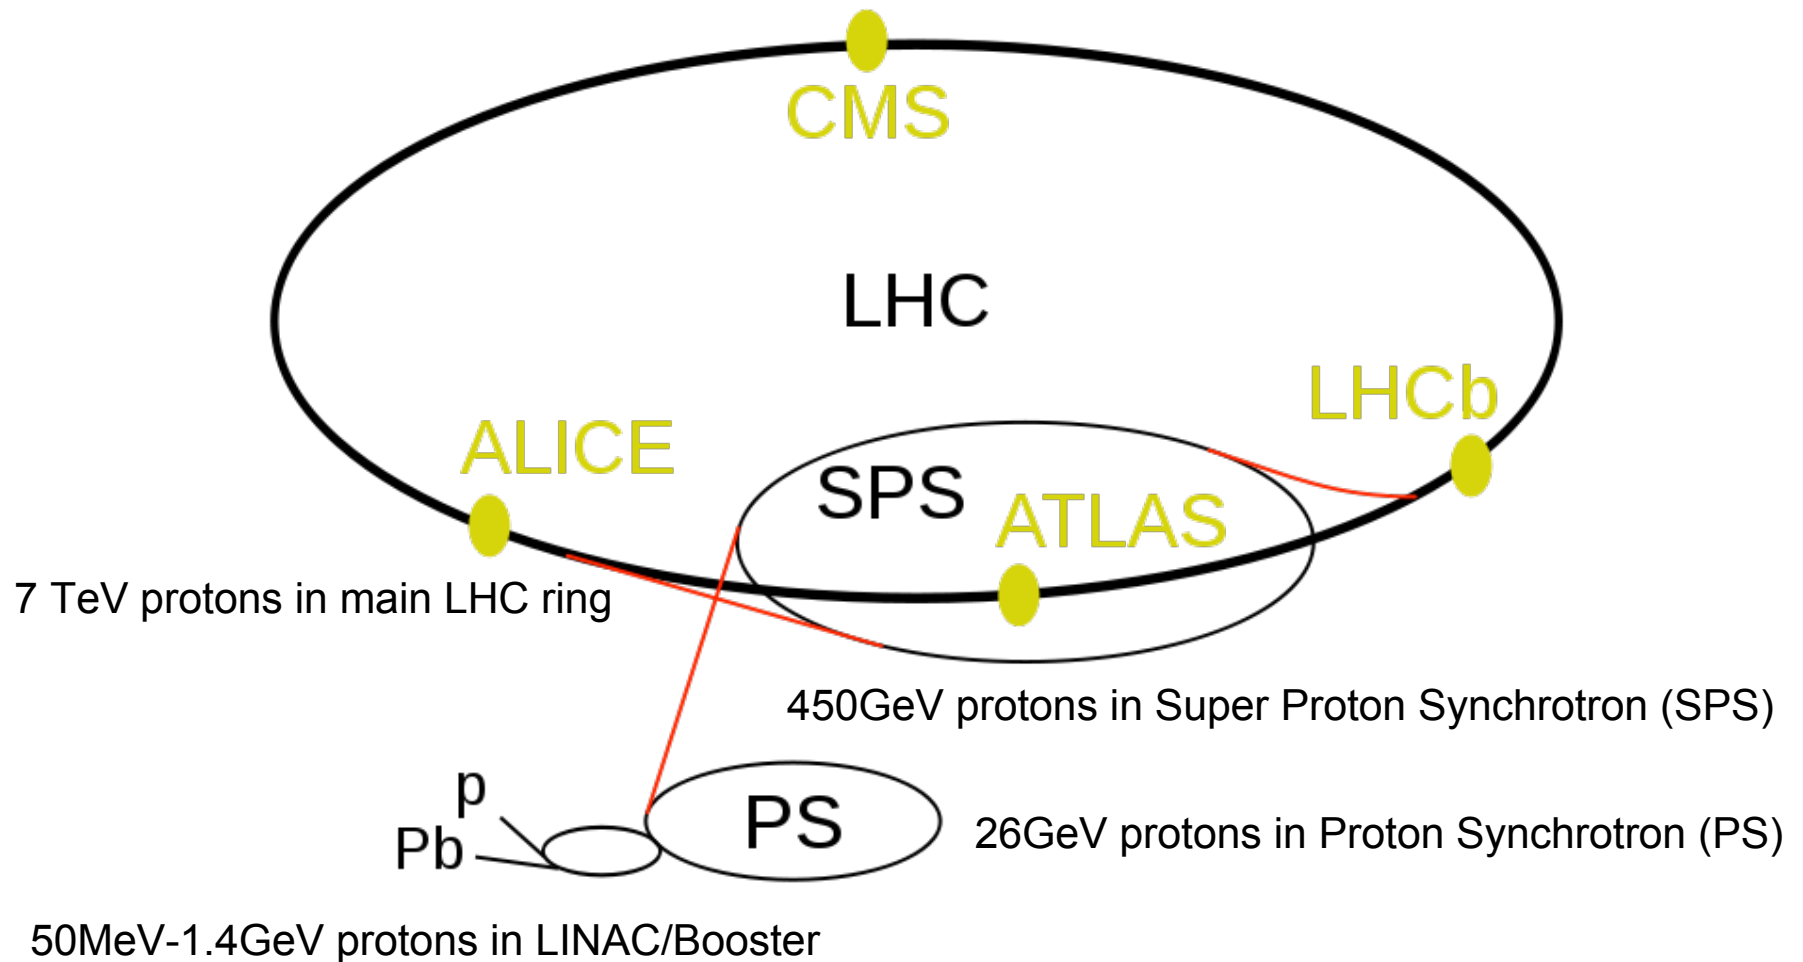 CMS
LHC
LHCb
ALICE
SPS
ATLAS
7 TeV protons in main LHC ring
450GeV protons in Super Proton Synchrotron (SPS)
p
PS
26GeV protons in Proton Synchrotron (PS)
Pb
50MeV-1.4GeV protons in LINAC/Booster